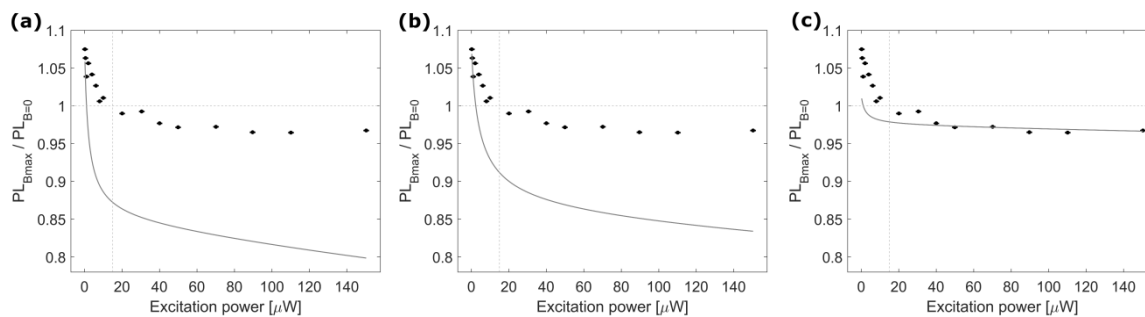 (a) (b) (c)
1.1 1.1 1.1
1.05 1.05 1.05
1 1 1
0.95 0.95 0.95
0.9 0.9 0.9
0.85 0.85 0.85
0.8 0.8 0.8
PL_Bmax / PL_B=0 PL_Bmax / PL_B=0 PL_Bmax / PL_B=0
0 20 40 60 80 100 120 140 0 20 40 60 80 100 120 140 0 20 40 60 80 100 120 140
Excitation power [μW] Excitation power [μW] Excitation power [μW]